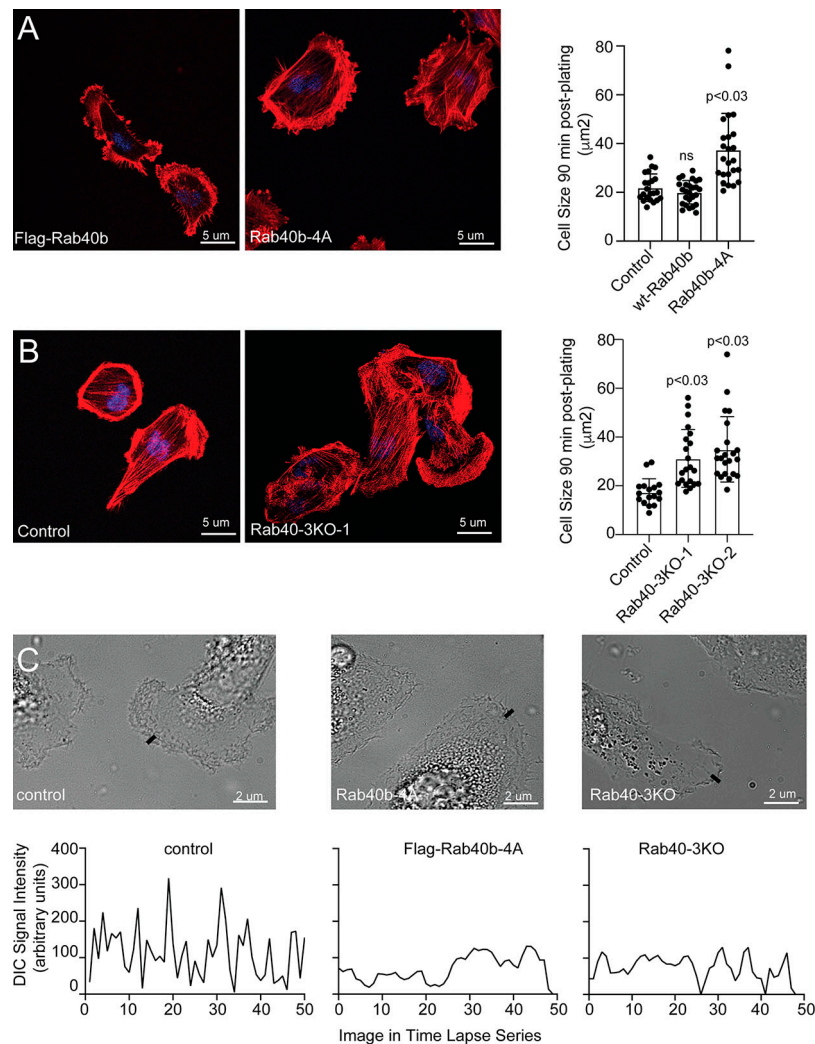 A
Flag-Rab40b
5 um
Rab40b-4A
5 um
Cell Size 90 min post-plating
(µm2)
80
60
40
20
0
ns
p<0.03
Control
wt-Rab40b
Rab40b-4A
B
Control
5 um
Rab40-3KO-1
5 um
Cell Size 90 min post-plating
(µm2)
80
60
40
20
0
p<0.03
p<0.03
Control
Rab40-3KO-1
Rab40-3KO-2
C
control
2 um
Rab40b-4A
2 um
Rab40-3KO
2 um
DIC Signal Intensity
(arbitrary units)
400
300
200
100
0
control
0 10 20 30 40 50
Flag-Rab40b-4A
0 10 20 30 40 50
Rab40-3KO
0 10 20 30 40 50
Image in Time Lapse Series